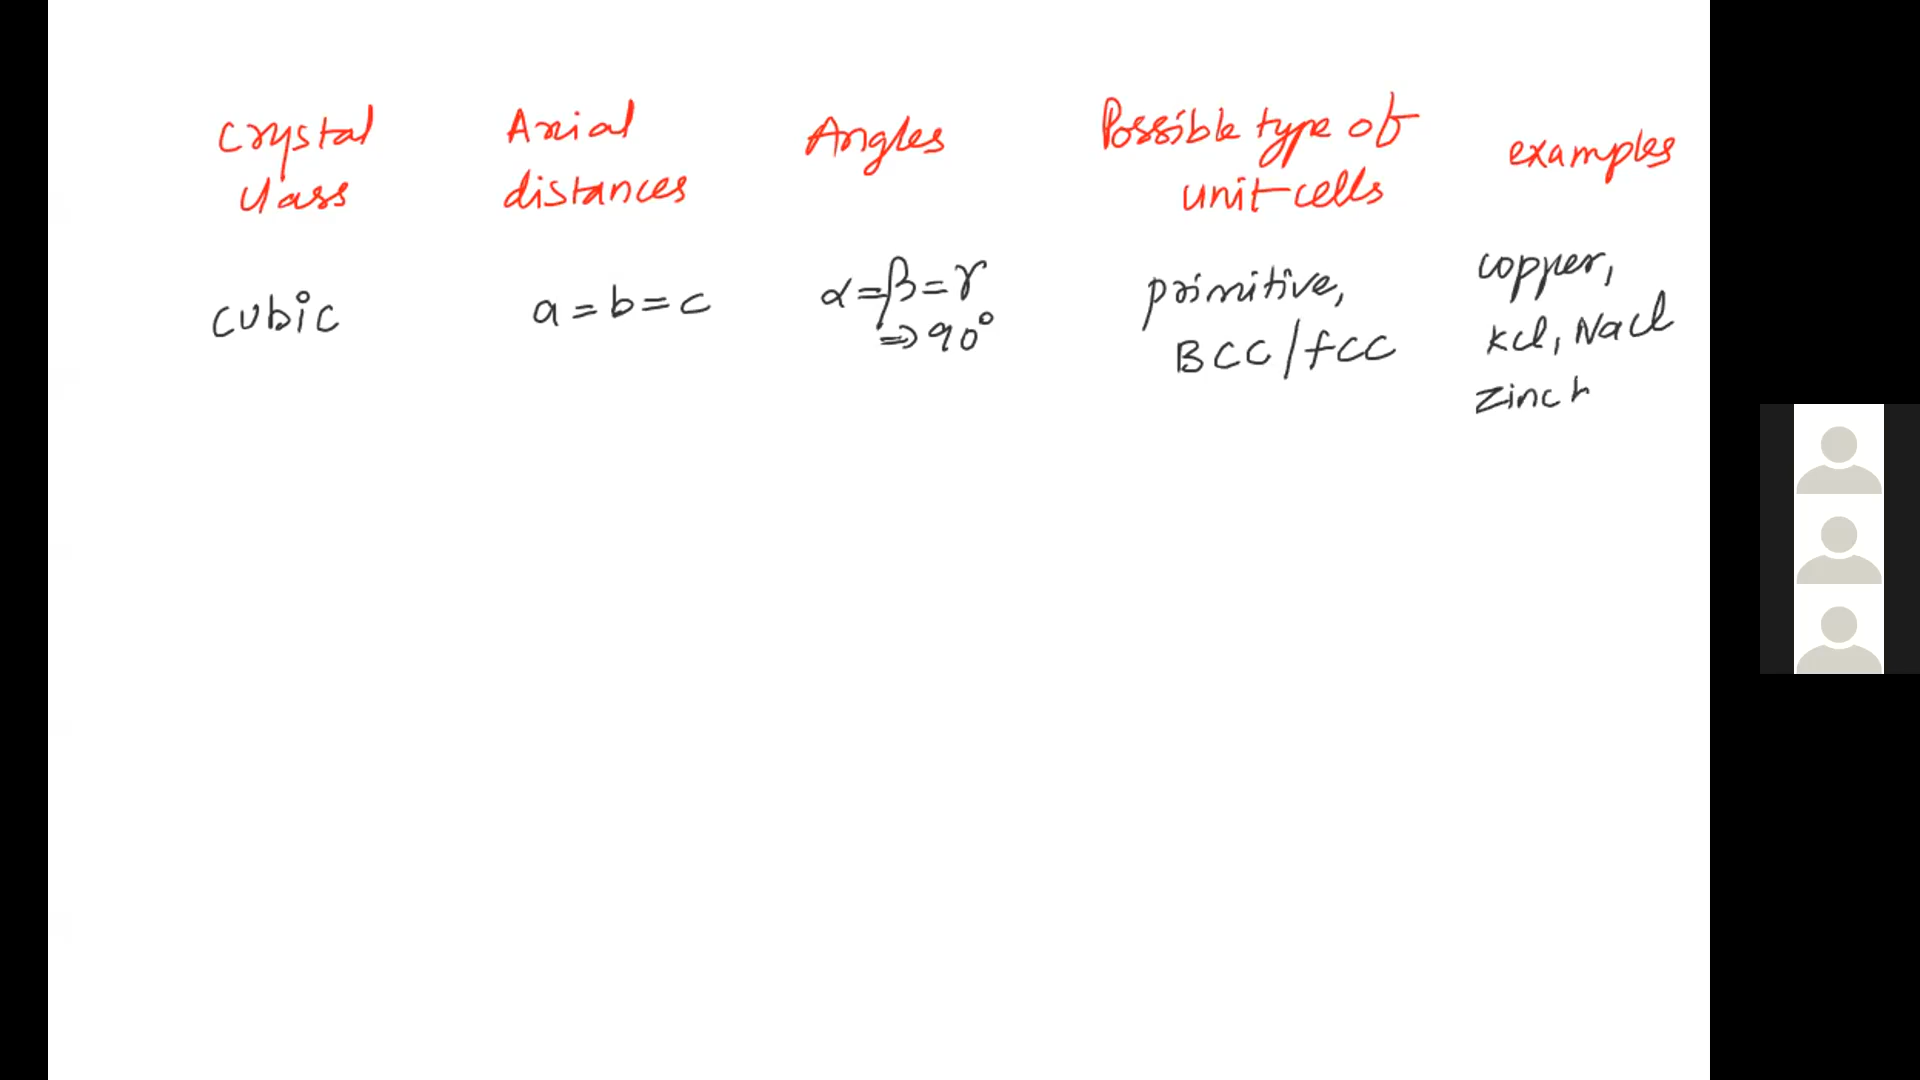 Crystal class
Axial distances
Angles
Possible type of unit-cells
examples
cubic
a = b = c
α = β = γ
⇒ 90°
primitive,
BCC / fCC
copper,
kcl, Nacl
Zinc